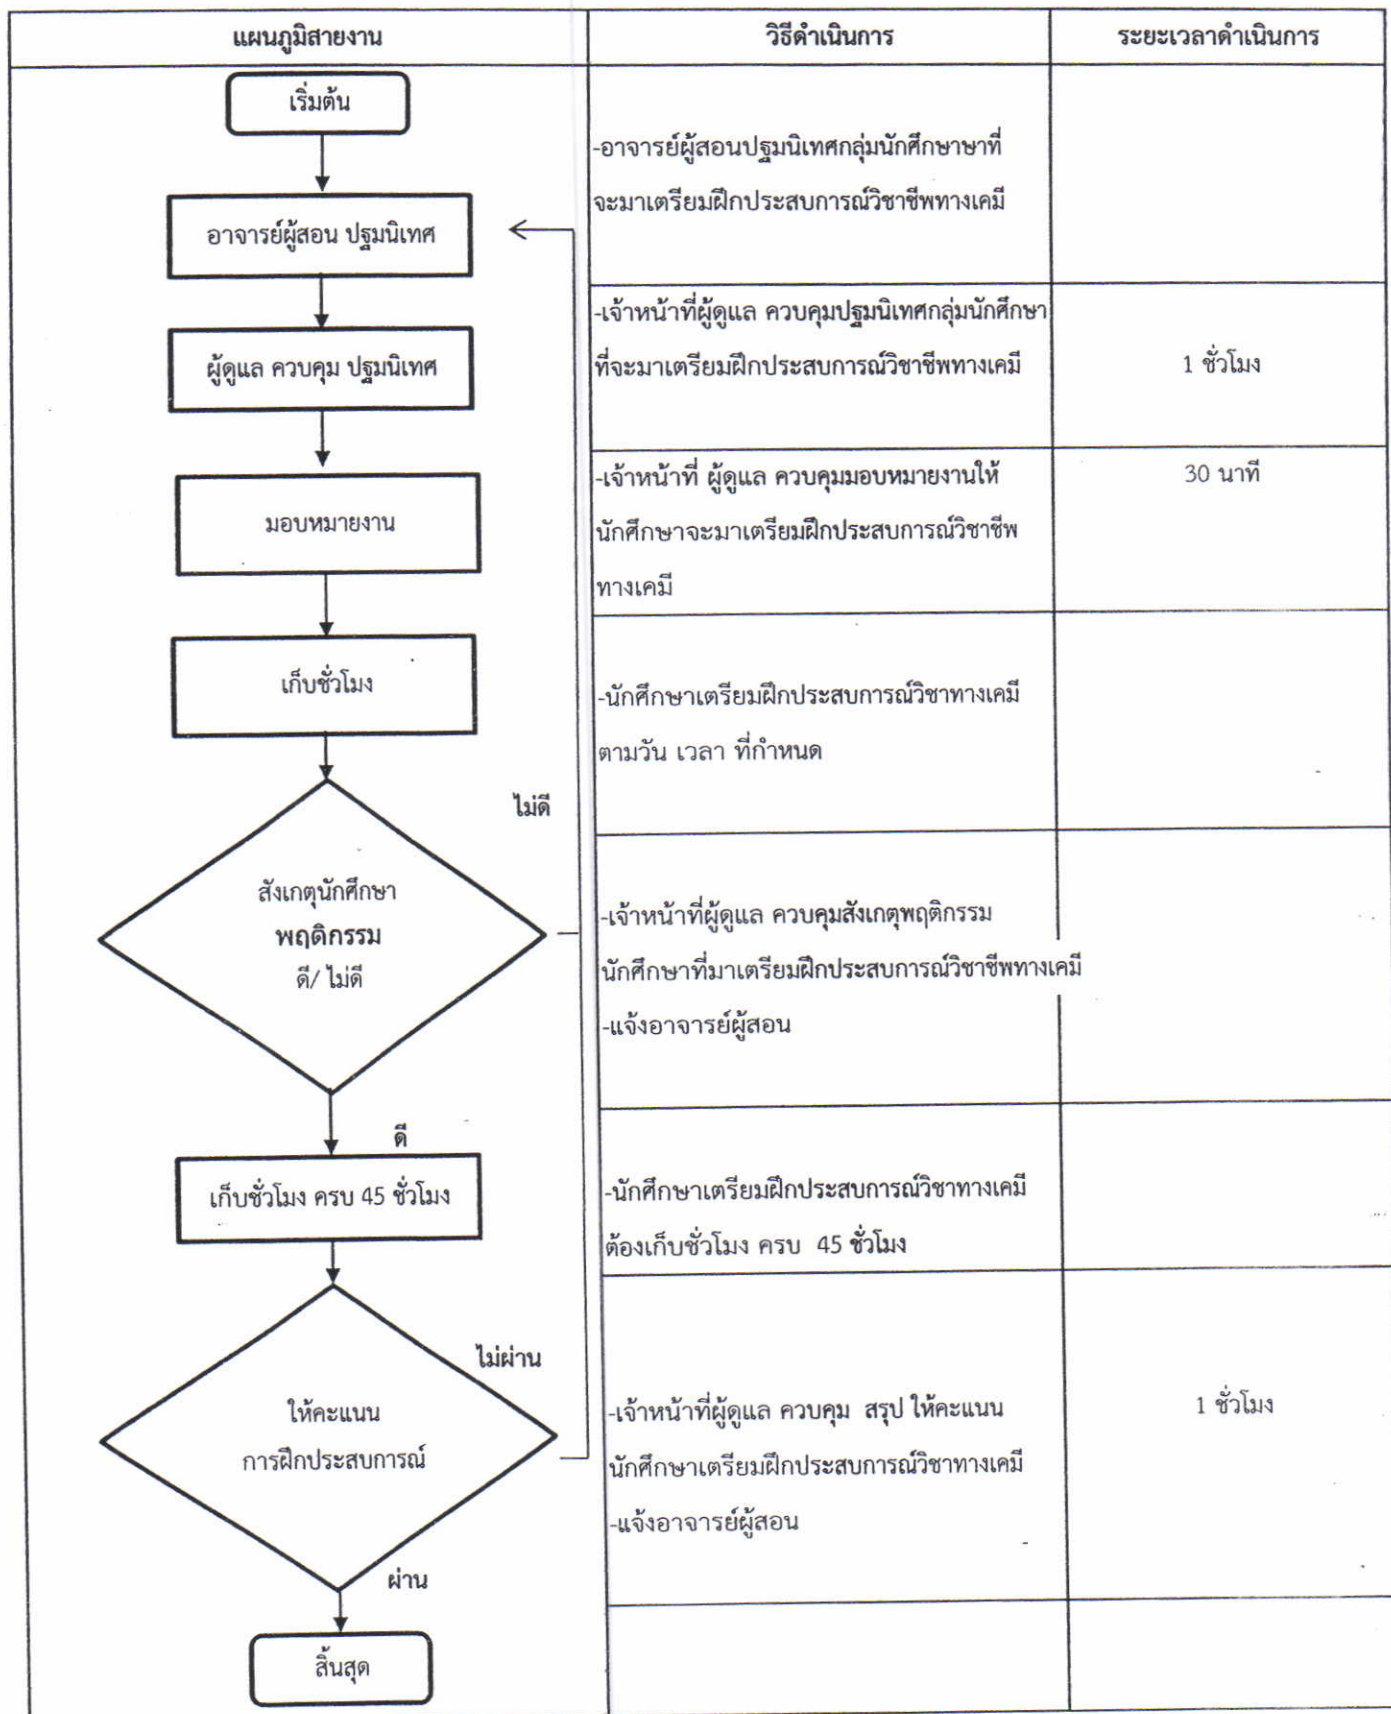 แผนภูมิสายงาน
วิธีดำเนินการ
ระยะเวลาดำเนินการ
เริ่มต้น
-อาจารย์ผู้สอนปฐมนิเทศกลุ่มนักศึกษาษาที่
จะมาเตรียมฝึกประสบการณ์วิชาชีพทางเคมี
อาจารย์ผู้สอน ปฐมนิเทศ
-เจ้าหน้าที่ผู้ดูแล ควบคุมปฐมนิเทศกลุ่มนักศึกษา
ที่จะมาเตรียมฝึกประสบการณ์วิชาชีพทางเคมี
1 ชั่วโมง
ผู้ดูแล ควบคุม ปฐมนิเทศ
-เจ้าหน้าที่ ผู้ดูแล ควบคุมมอบหมายงานให้
นักศึกษาจะมาเตรียมฝึกประสบการณ์วิชาชีพ
ทางเคมี
30 นาที
มอบหมายงาน
เก็บชั่วโมง
-นักศึกษาเตรียมฝึกประสบการณ์วิชาทางเคมี
ตามวัน เวลา ที่กำหนด
ไม่ดี
สังเกตุนักศึกษา
พฤติกรรม
ดี/ ไม่ดี
-เจ้าหน้าที่ผู้ดูแล ควบคุมสังเกตุพฤติกรรม
นักศึกษาที่มาเตรียมฝึกประสบการณ์วิชาชีพทางเคมี
-แจ้งอาจารย์ผู้สอน
ดี
เก็บชั่วโมง ครบ 45 ชั่วโมง
-นักศึกษาเตรียมฝึกประสบการณ์วิชาทางเคมี
ต้องเก็บชั่วโมง ครบ 45 ชั่วโมง
ไม่ผ่าน
ให้คะแนน
การฝึกประสบการณ์
-เจ้าหน้าที่ผู้ดูแล ควบคุม สรุป ให้คะแนน
นักศึกษาเตรียมฝึกประสบการณ์วิชาทางเคมี
-แจ้งอาจารย์ผู้สอน
1 ชั่วโมง
ผ่าน
สิ้นสุด